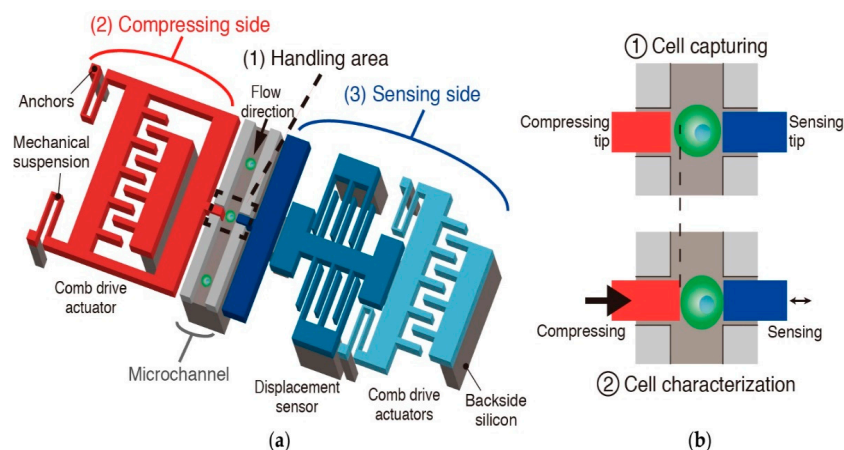 (2) Compressing side
(1) Handling area
Anchors
Flow
direction
(3) Sensing side
Mechanical
suspension
Comb drive
actuator
Microchannel
Displacement
sensor
Comb drive
actuators
Backside
silicon
(a)
① Cell capturing
Compressing
tip
Sensing
tip
Compressing
Sensing
② Cell characterization
(b)